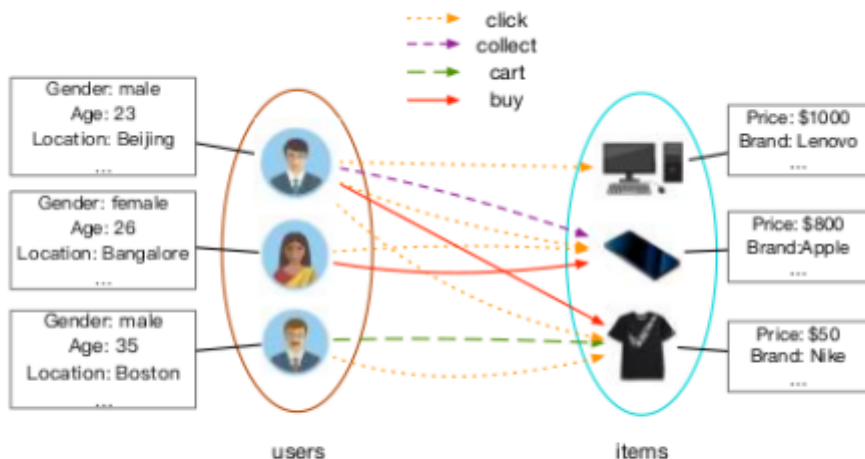 click
collect
cart
buy
Gender: male
Age: 23
Location: Beijing
...
Gender: female
Age: 26
Location: Bangalore
...
Gender: male
Age: 35
Location: Boston
...
Price: $1000
Brand: Lenovo
...
Price: $800
Brand:Apple
...
Price: $50
Brand: Nike
...
users
items